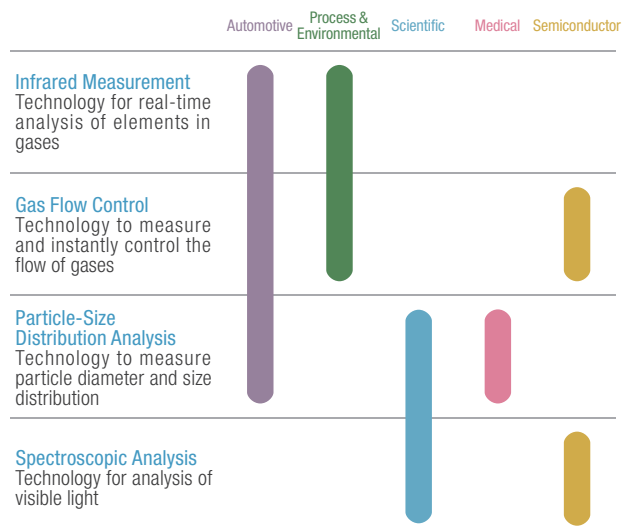 Automotive
Process &
Environmental
Scientific
Medical
Semiconductor
Infrared Measurement
Technology for real-time
analysis of elements in
gases
Gas Flow Control
Technology to measure
and instantly control the
flow of gases
Particle-Size
Distribution Analysis
Technology to measure
particle diameter and size
distribution
Spectroscopic Analysis
Technology for analysis of
visible light